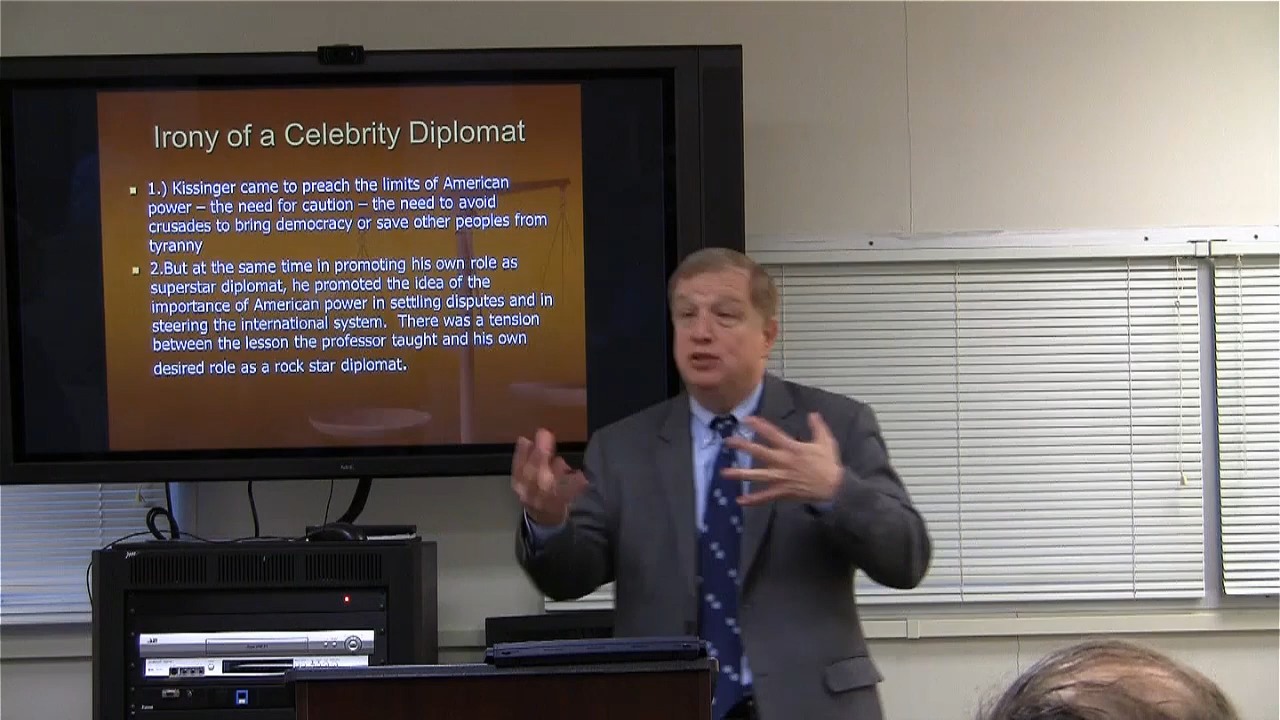 Irony of a Celebrity Diplomat
1.) Kissinger came to preach the limits of American
power – the need for caution – the need to avoid
crusades to bring democracy or save other peoples from
tyranny
2.But at the same time in promoting his own role as
superstar diplomat, he promoted the idea of the
importance of American power in settling disputes and in
steering the international system. There was a tension
between the lesson the professor taught and his own
desired role as a rock star diplomat.
NEC